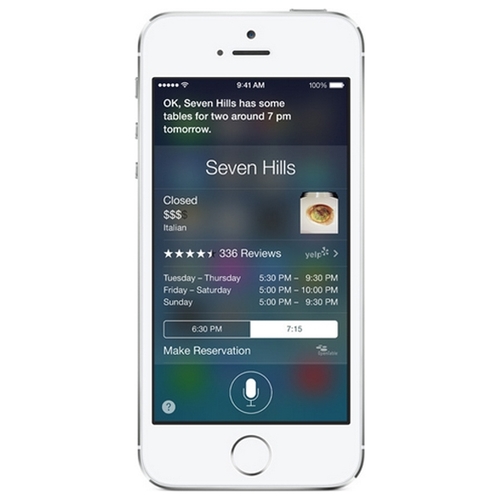 9:41 AM 100%
OK, Seven Hills has some
tables for two around 7 pm
tomorrow.
Seven Hills
Closed
$$$$
Italian
336 Reviews yelp
Tuesday – Thursday 5:30 PM – 9:30 PM
Friday – Saturday 5:00 PM – 10:00 PM
Sunday 5:00 PM – 9:30 PM
6:30 PM 7:15
Make Reservation OpenTable
?